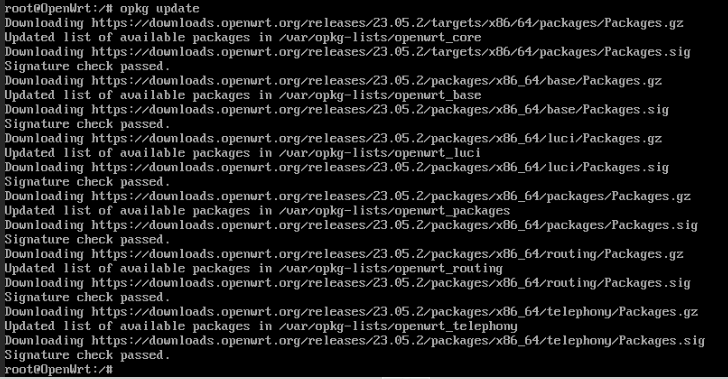 root@OpenWrt:/# opkg update
Downloading https://downloads.openwrt.org/releases/23.05.2/targets/x86/64/packages/Packages.gz
Updated list of available packages in /var/opkg-lists/openwrt_core
Downloading https://downloads.openwrt.org/releases/23.05.2/targets/x86/64/packages/Packages.sig
Signature check passed.
Downloading https://downloads.openwrt.org/releases/23.05.2/packages/x86_64/base/Packages.gz
Updated list of available packages in /var/opkg-lists/openwrt_base
Downloading https://downloads.openwrt.org/releases/23.05.2/packages/x86_64/base/Packages.sig
Signature check passed.
Downloading https://downloads.openwrt.org/releases/23.05.2/packages/x86_64/luci/Packages.gz
Updated list of available packages in /var/opkg-lists/openwrt_luci
Downloading https://downloads.openwrt.org/releases/23.05.2/packages/x86_64/luci/Packages.sig
Signature check passed.
Downloading https://downloads.openwrt.org/releases/23.05.2/packages/x86_64/packages/Packages.gz
Updated list of available packages in /var/opkg-lists/openwrt_packages
Downloading https://downloads.openwrt.org/releases/23.05.2/packages/x86_64/packages/Packages.sig
Signature check passed.
Downloading https://downloads.openwrt.org/releases/23.05.2/packages/x86_64/routing/Packages.gz
Updated list of available packages in /var/opkg-lists/openwrt_routing
Downloading https://downloads.openwrt.org/releases/23.05.2/packages/x86_64/routing/Packages.sig
Signature check passed.
Downloading https://downloads.openwrt.org/releases/23.05.2/packages/x86_64/telephony/Packages.gz
Updated list of available packages in /var/opkg-lists/openwrt_telephony
Downloading https://downloads.openwrt.org/releases/23.05.2/packages/x86_64/telephony/Packages.sig
Signature check passed.
root@OpenWrt:/#